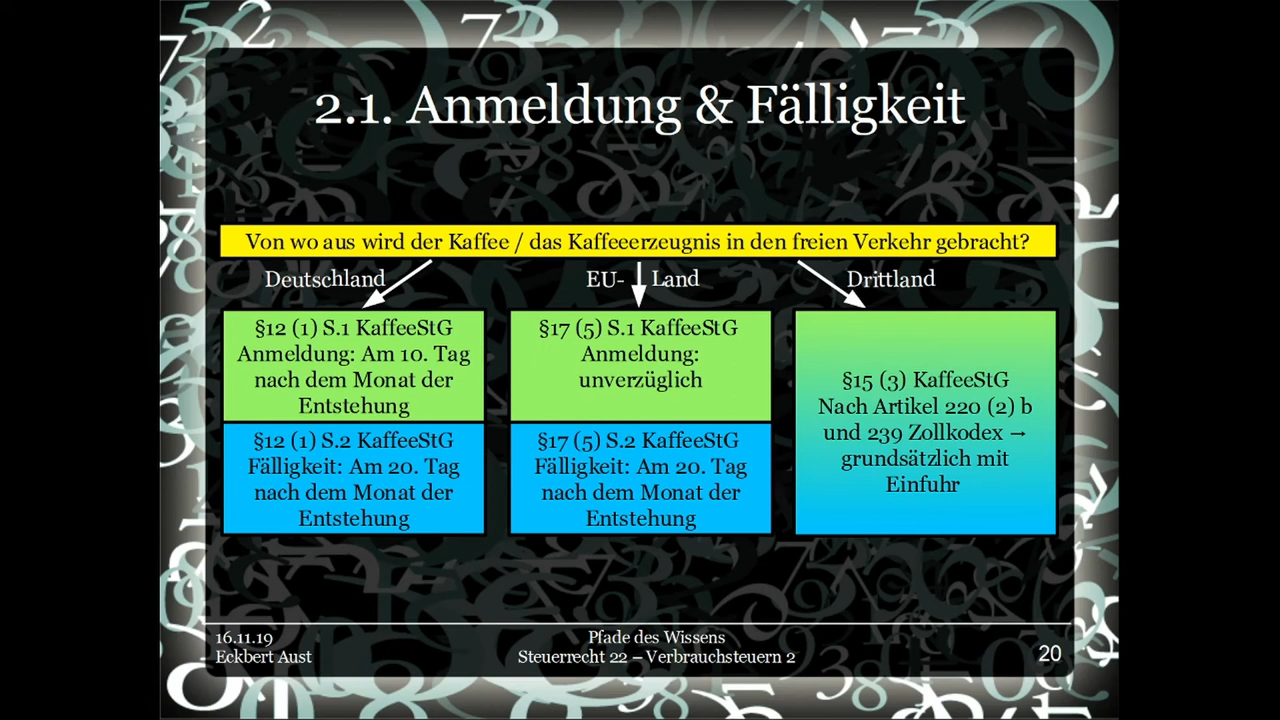 2.1. Anmeldung & Fälligkeit
Von wo aus wird der Kaffee / das Kaffeeerzeugnis in den freien Verkehr gebracht?
Deutschland
EU- Land
Drittland
§12 (1) S.1 KaffeeStG
Anmeldung: Am 10. Tag
nach dem Monat der
Entstehung
§12 (1) S.2 KaffeeStG
Fälligkeit: Am 20. Tag
nach dem Monat der
Entstehung
§17 (5) S.1 KaffeeStG
Anmeldung:
unverzüglich
§17 (5) S.2 KaffeeStG
Fälligkeit: Am 20. Tag
nach dem Monat der
Entstehung
§15 (3) KaffeeStG
Nach Artikel 220 (2) b
und 239 Zollkodex →
grundsätzlich mit
Einfuhr
16.11.19
Eckbert Aust
Pfade des Wissens
Steuerrecht 22 – Verbrauchsteuern 2
20